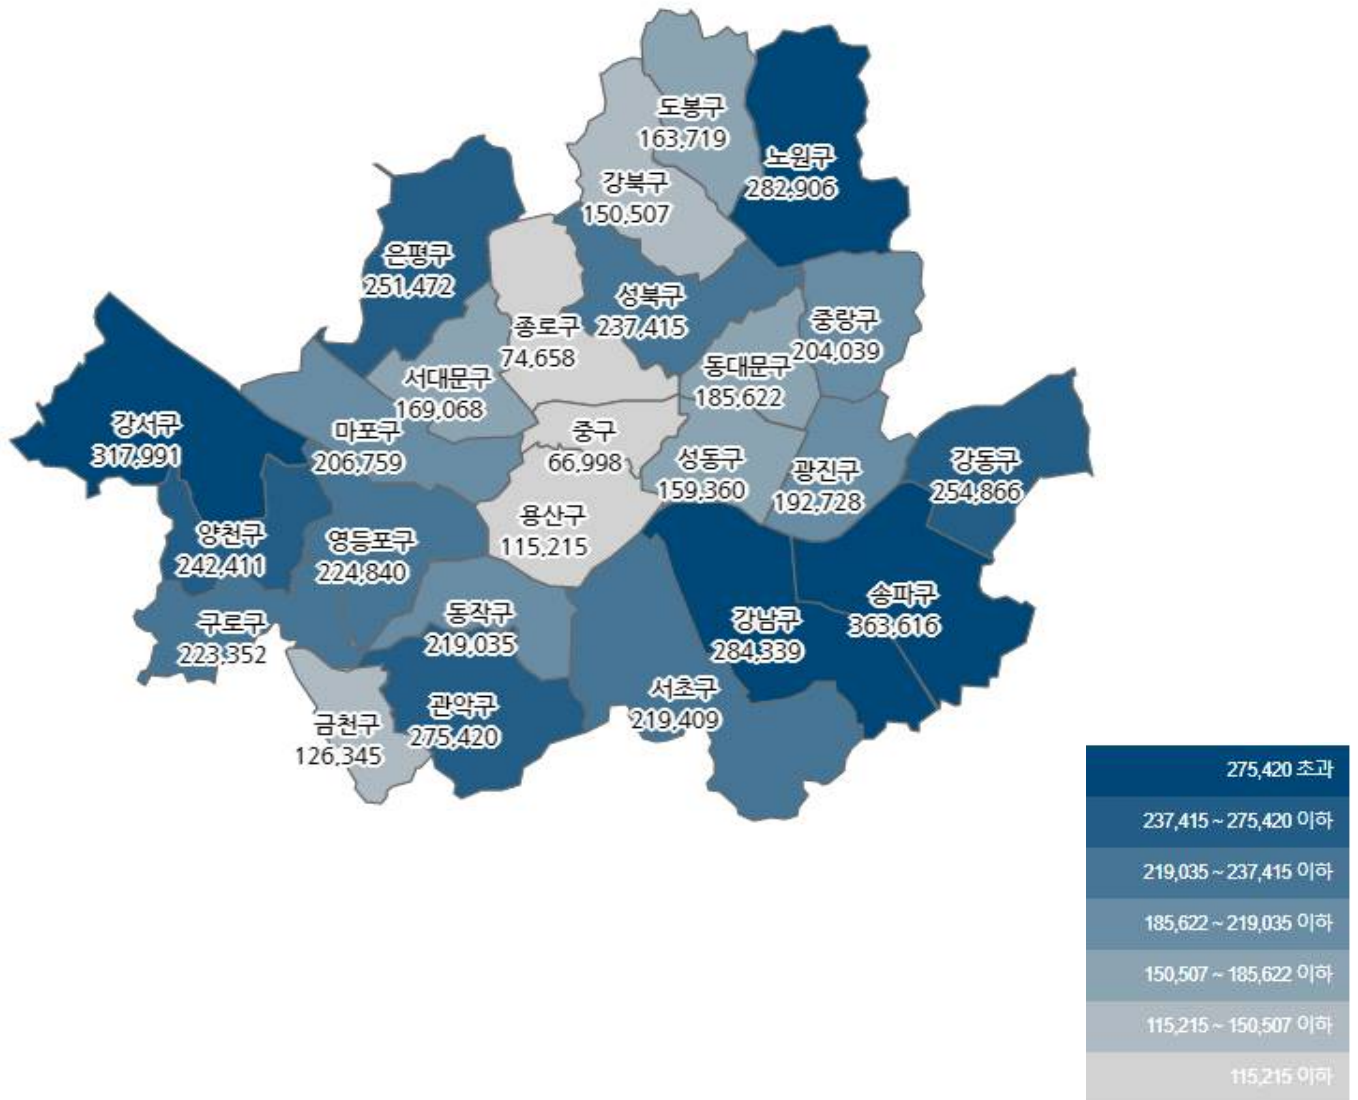 도봉구
163,719
노원구
282,906
강북구
150,507
은평구
251,472
성북구
237,415
종로구
74,658
중랑구
204,039
동대문구
185,622
서대문구
169,068
강서구
317,991
마포구
206,759
중구
66,998
성동구
159,360
광진구
192,728
강동구
254,866
용산구
115,215
양천구
242,411
영등포구
224,840
구로구
223,352
동작구
219,035
강남구
284,339
송파구
363,616
서초구
219,409
관악구
275,420
금천구
126,345
275,420 초과
237,415 ~ 275,420 이하
219,035 ~ 237,415 이하
185,622 ~ 219,035 이하
150,507 ~ 185,622 이하
115,215 ~ 150,507 이하
115,215 이하